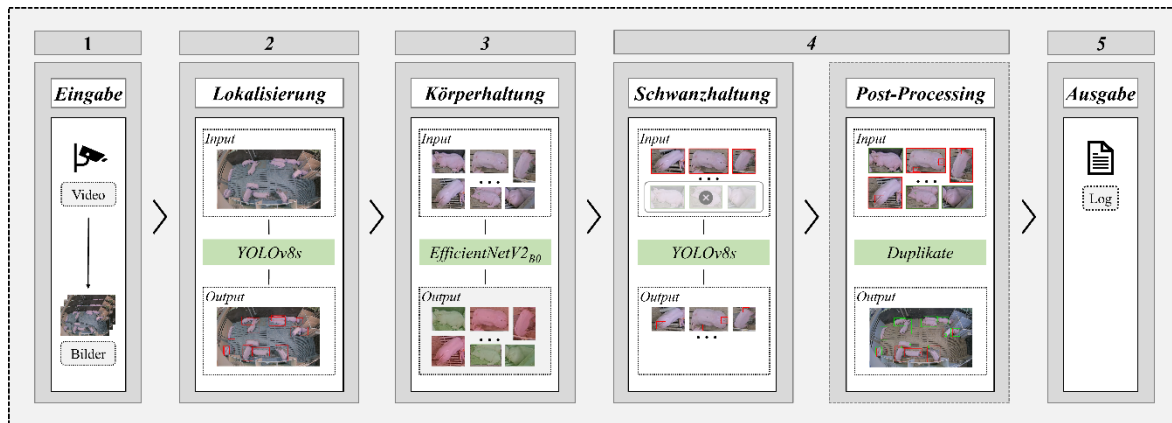 1
Eingabe
Video
Bilder
2
Lokalisierung
Input
YOLOv8s
Output
3
Körperhaltung
Input
...
EfficientNetV2B0
Output
...
4
Schwanzhaltung
Input
...
YOLOv8s
Output
...
Post-Processing
Input
...
Duplikate
Output
5
Ausgabe
Log